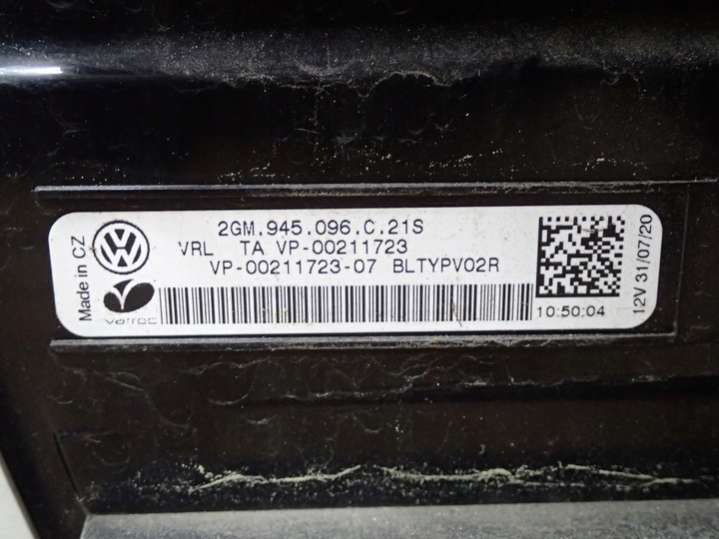 Made in CZ
2GM.945.096.C.21S
VRL TA VP-00211723
VP-00211723-07 BLTYPV02R
varroc
10:50:04
12V 31/07/20